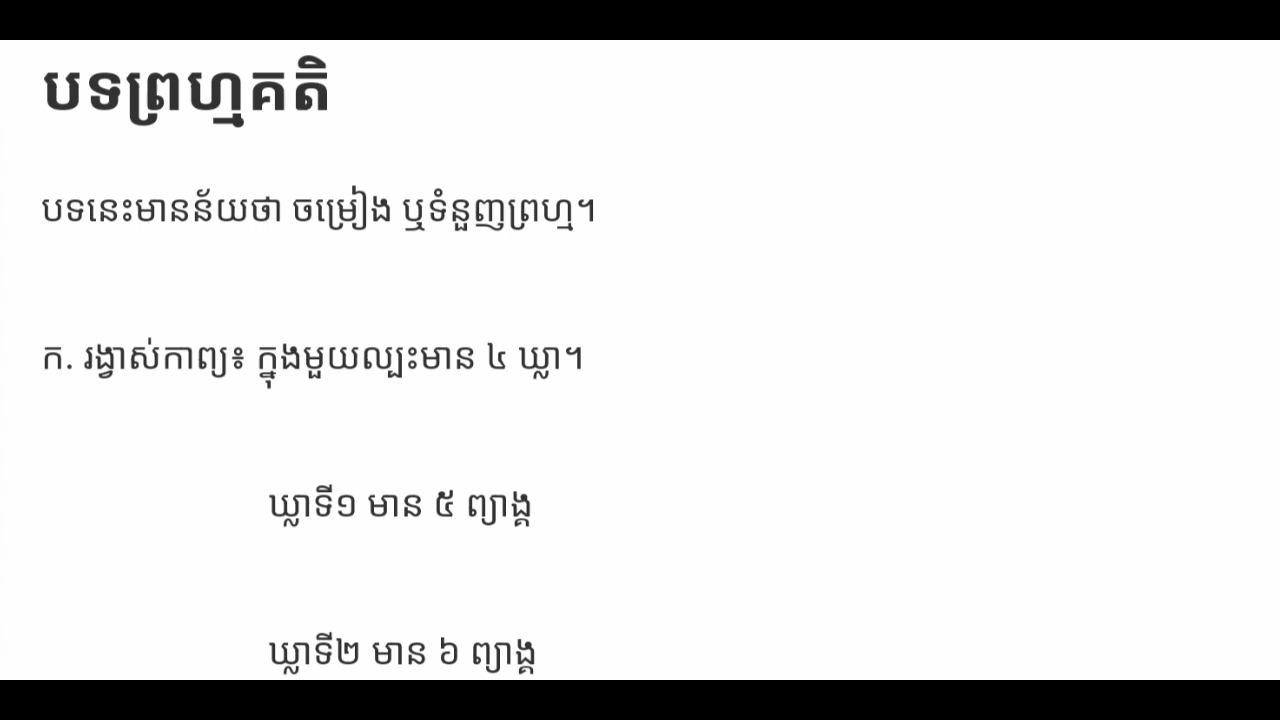 បទព្រហ្មគតិ
បទនេះមានន័យថា ចម្រៀង ឬទំនួញព្រហ្ម។
ក. រង្វាស់កាព្យ៖ ក្នុងមួយល្បះមាន ៤ ឃ្លា។
ឃ្លាទី១ មាន ៥ ព្យាង្គ
ឃ្លាទី២ មាន ៦ ព្យាង្គ